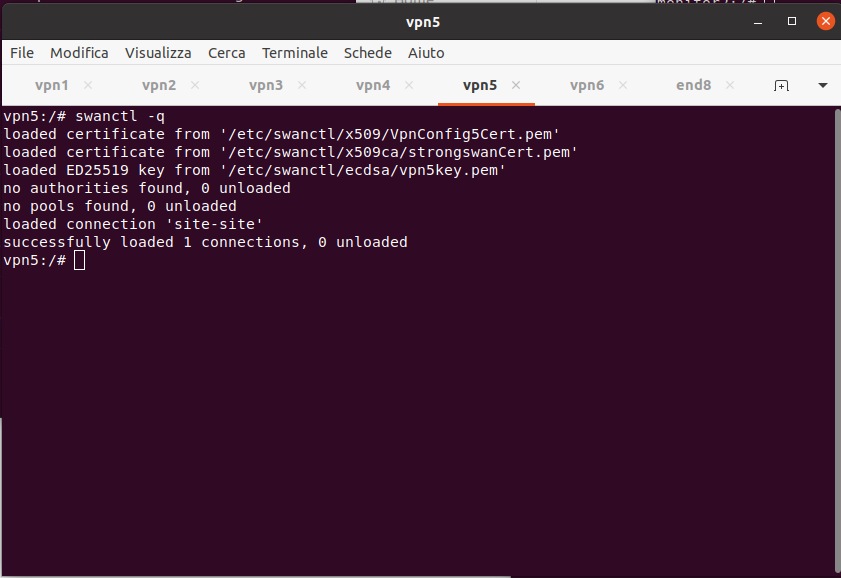 vpn5
File Modifica Visualizza Cerca Terminale Schede Aiuto
vpn1 × vpn2 × vpn3 × vpn4 × vpn5 × vpn6 × end8 ×
vpn5:/# swanctl -q
loaded certificate from '/etc/swanctl/x509/VpnConfig5Cert.pem'
loaded certificate from '/etc/swanctl/x509ca/strongswanCert.pem'
loaded ED25519 key from '/etc/swanctl/ecdsa/vpn5key.pem'
no authorities found, 0 unloaded
no pools found, 0 unloaded
loaded connection 'site-site'
successfully loaded 1 connections, 0 unloaded
vpn5:/#